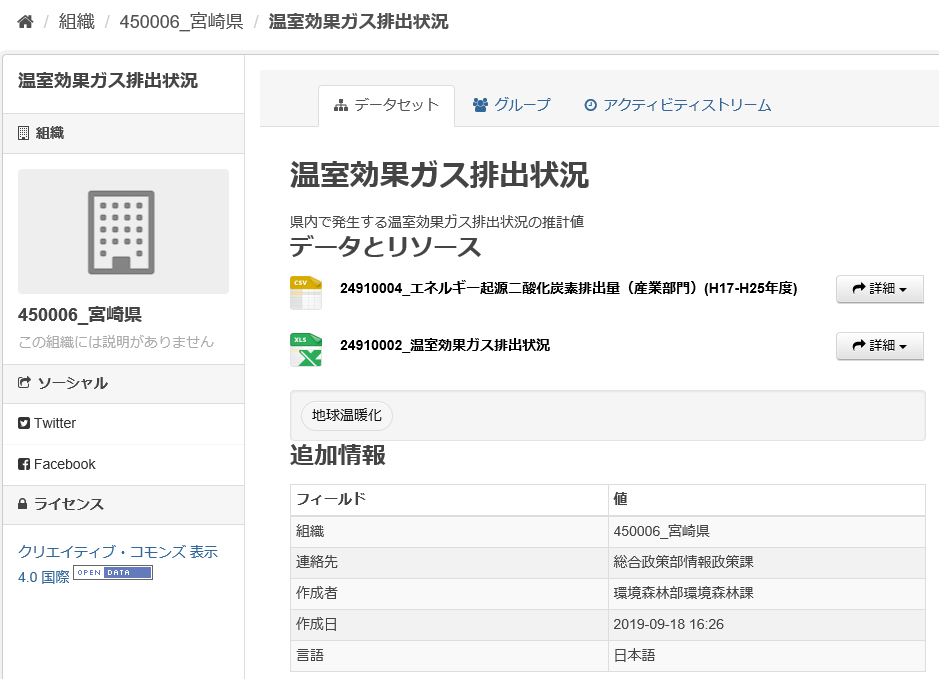 / 組織 / 450006_宮崎県 / 温室効果ガス排出状況
温室効果ガス排出状況
組織
450006_宮崎県
この組織には説明がありません
ソーシャル
Twitter
Facebook
ライセンス
クリエイティブ・コモンズ 表示
4.0 国際 OPEN DATA
データセット グループ アクティビティストリーム
温室効果ガス排出状況
県内で発生する温室効果ガス排出状況の推計値
データとリソース
CSV 24910004_エネルギー起源二酸化炭素排出量（産業部門）(H17-H25年度) 詳細
XLS 24910002_温室効果ガス排出状況 詳細
地球温暖化
追加情報
フィールド 値
組織 450006_宮崎県
連絡先 総合政策部情報政策課
作成者 環境森林部環境森林課
作成日 2019-09-18 16:26
言語 日本語